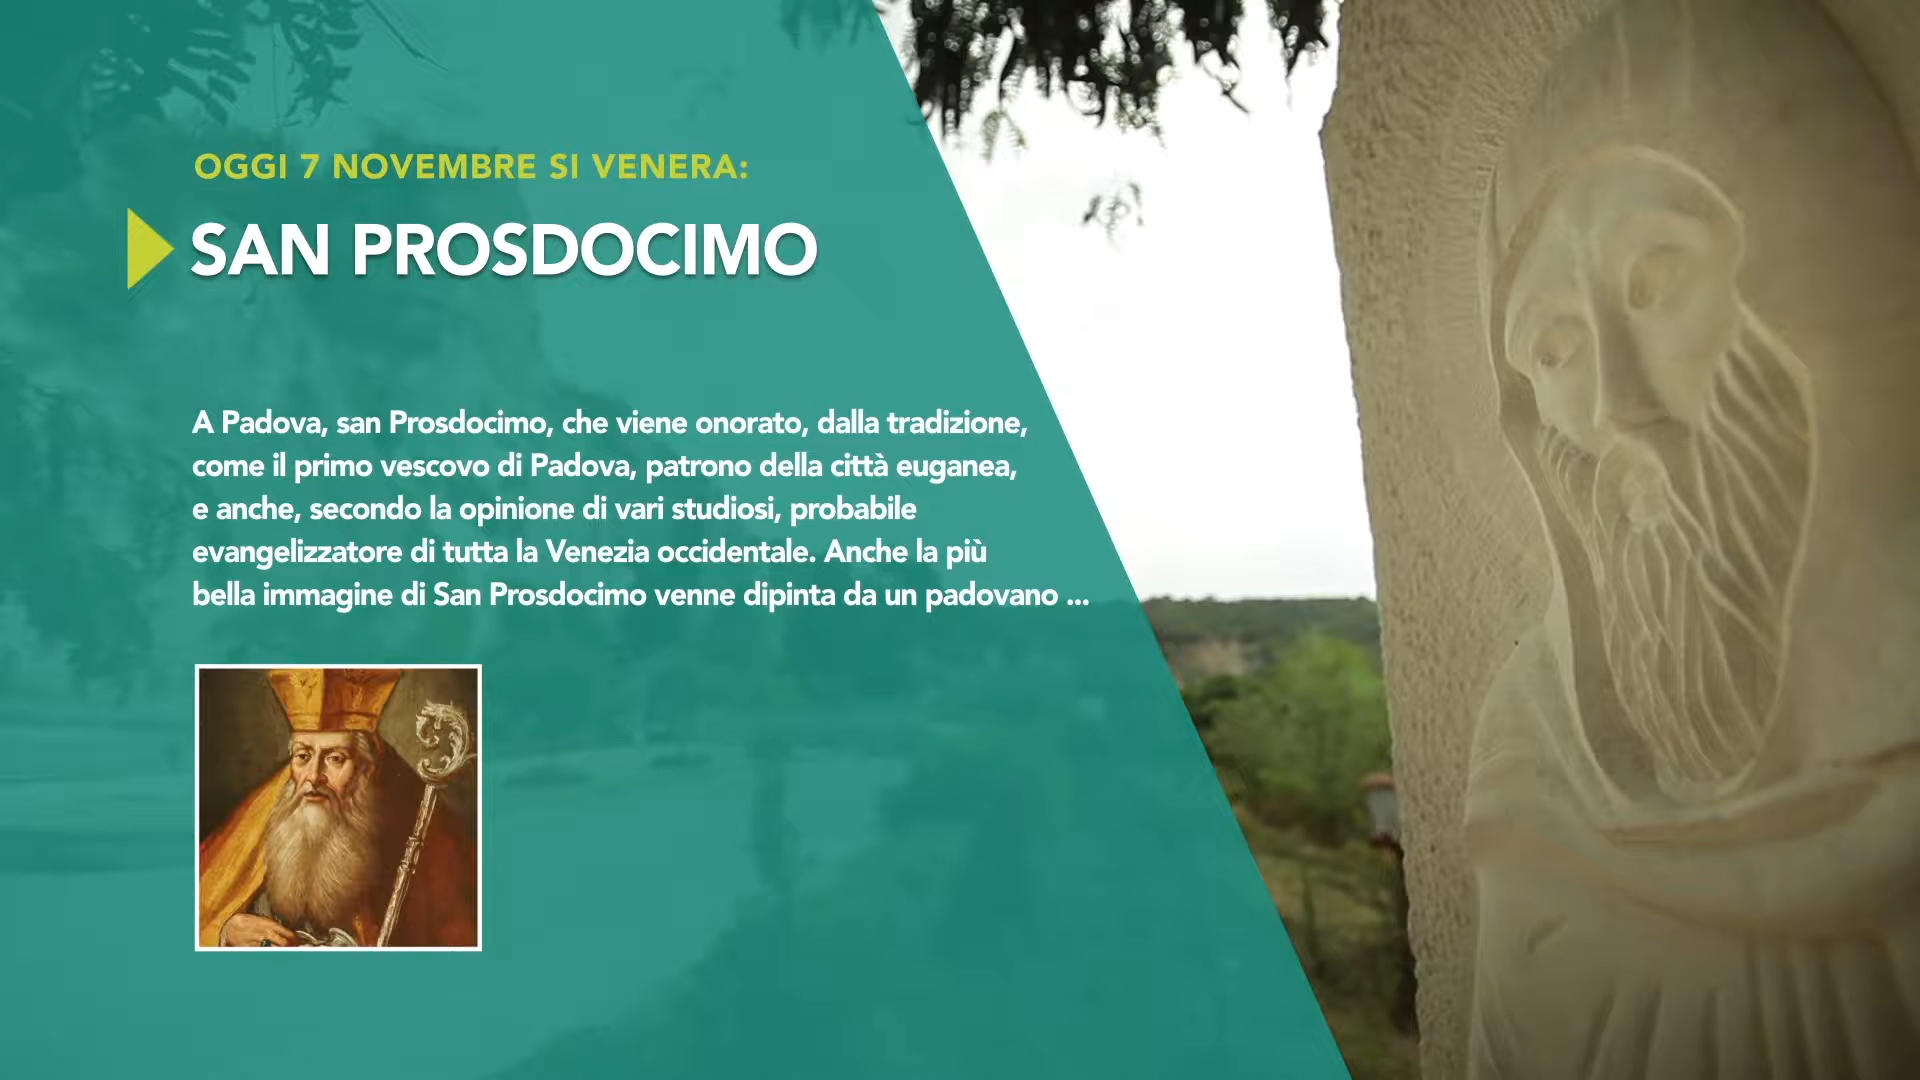 OGGI 7 NOVEMBRE SI VENERA:
SAN PROSDOCIMO
A Padova, san Prosdocimo, che viene onorato, dalla tradizione,
come il primo vescovo di Padova, patrono della città euganea,
e anche, secondo la opinione di vari studiosi, probabile
evangelizzatore di tutta la Venezia occidentale. Anche la più
bella immagine di San Prosdocimo venne dipinta da un padovano ...